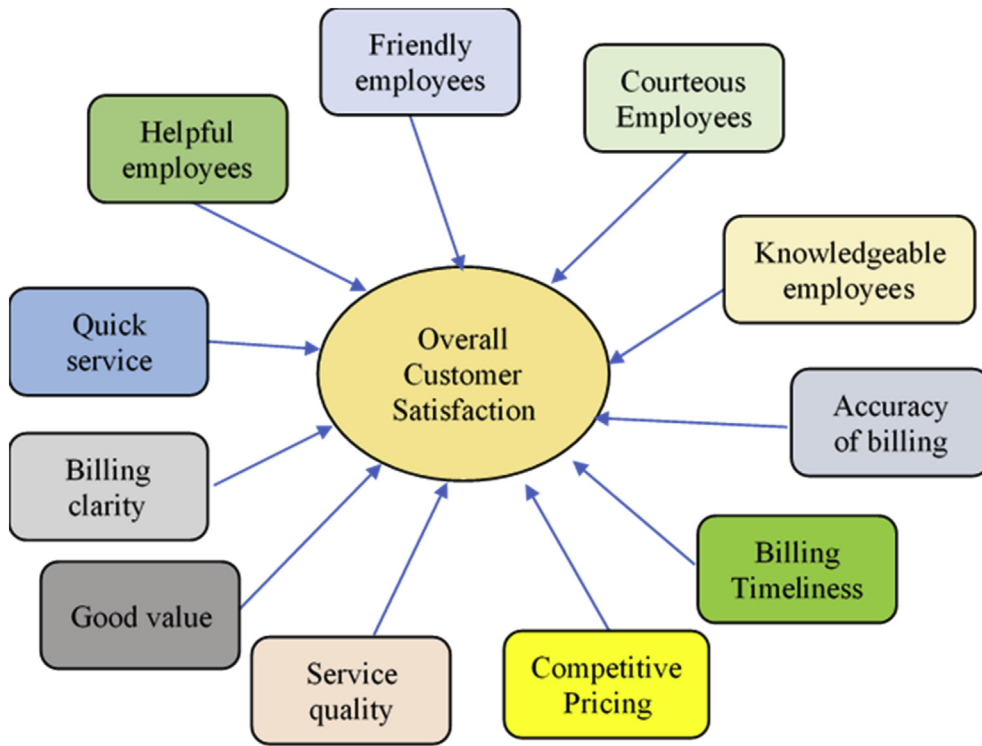 Friendly
employees
Courteous
Employees
Helpful
employees
Knowledgeable
employees
Quick
service
Overall
Customer
Satisfaction
Accuracy
of billing
Billing
clarity
Billing
Timeliness
Good value
Service
quality
Competitive
Pricing